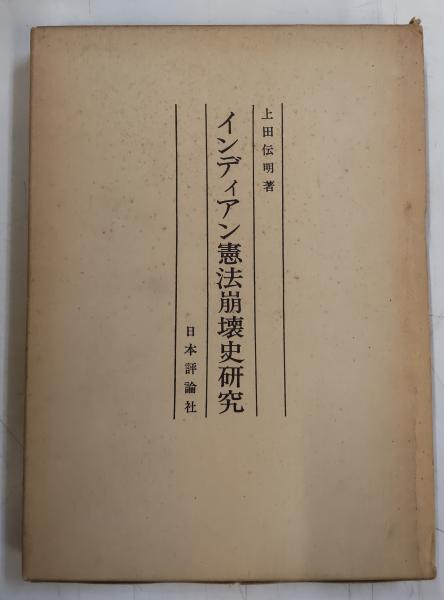 上田伝明著
インディアン憲法崩壊史研究
日本評論社